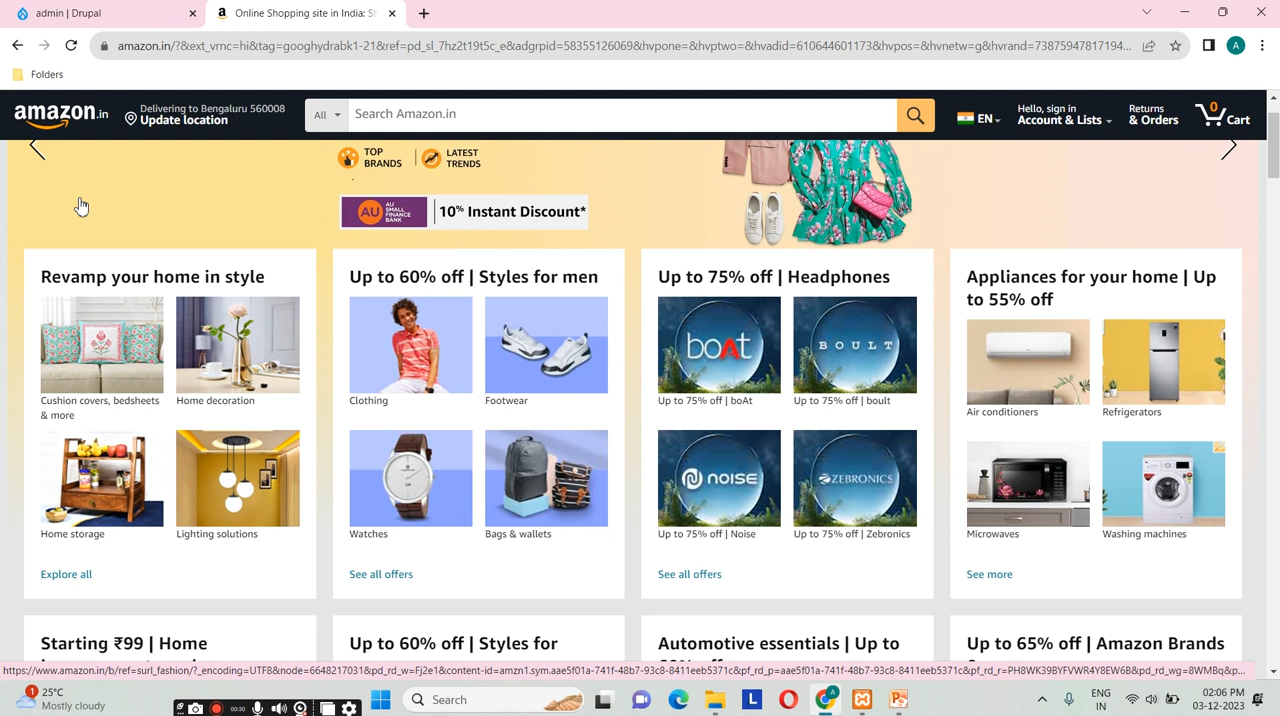 admin | Drupal
Online Shopping site in India: Sh
amazon.in/?&ext_vrnc=hi&tag=googhydrabk1-21&ref=pd_sl_7hz2t19t5c_e&adgrpid=58355126069&hvpone=&hvptwo=&hvadid=610644601173&hvpos=&hvnetw=g&hvrand=73875947817194...
A
Folders
amazon.in
Delivering to Bengaluru 560008
Update location
All
Search Amazon.in
EN
Hello, sign in
Account & Lists
Returns
& Orders
0
Cart
TOP
BRANDS
LATEST
TRENDS
AU
AU
SMALL
FINANCE
BANK
10% Instant Discount*
Revamp your home in style
Cushion covers, bedsheets
& more
Home decoration
Home storage
Lighting solutions
Explore all
Up to 60% off | Styles for men
Clothing
Footwear
Watches
Bags & wallets
See all offers
Up to 75% off | Headphones
boAt
BOULT
Up to 75% off | boAt
Up to 75% off | boult
NOISE
ZEBRONICS
Up to 75% off | Noise
Up to 75% off | Zebronics
See all offers
Appliances for your home | Up
to 55% off
Air conditioners
Refrigerators
Microwaves
Washing machines
See more
Starting ₹99 | Home
Up to 60% off | Styles for
Automotive essentials | Up to
Up to 65% off | Amazon Brands
https://www.amazon.in/b/ref=surl_fashion/?_encoding=UTF8&node=6648217031&pd_rd_w=Fj2e1&content-id=amzn1.sym.aae5f01a-741f-48b7-93c8-8411eeb5371c&pf_rd_p=aae5f01a-741f-48b7-93c8-8411eeb5371c&pf_rd_r=PH8WK39BYFVWR4Y8EW6B&pd_rd_wg=8WMBq&p...
1
25°C
Mostly cloudy
00:30
Search
L
A
ENG
IN
02:06 PM
03-12-2023